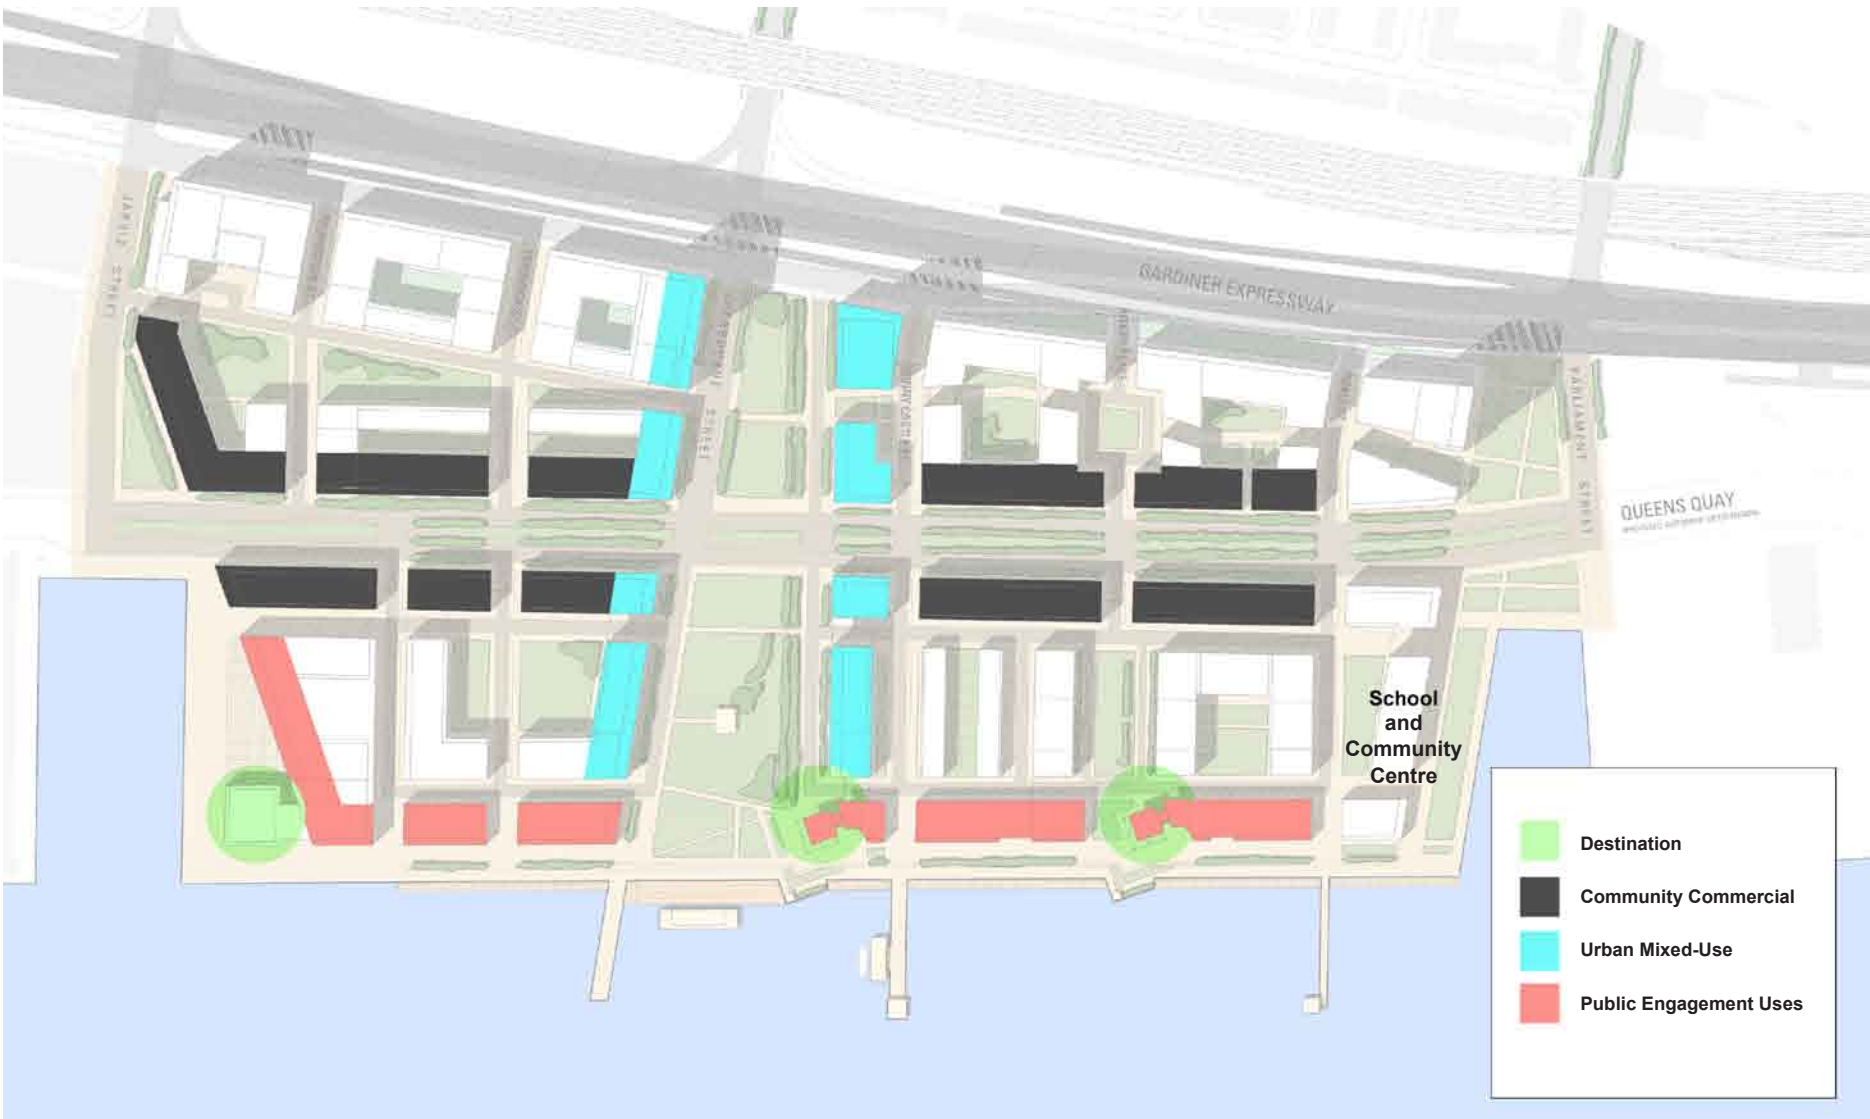 JARVIS STREET
GARDINER EXPRESSWAY
STREET
PARLIAMENT STREET
QUEENS QUAY
School
and
Community
Centre
Destination
Community Commercial
Urban Mixed-Use
Public Engagement Uses